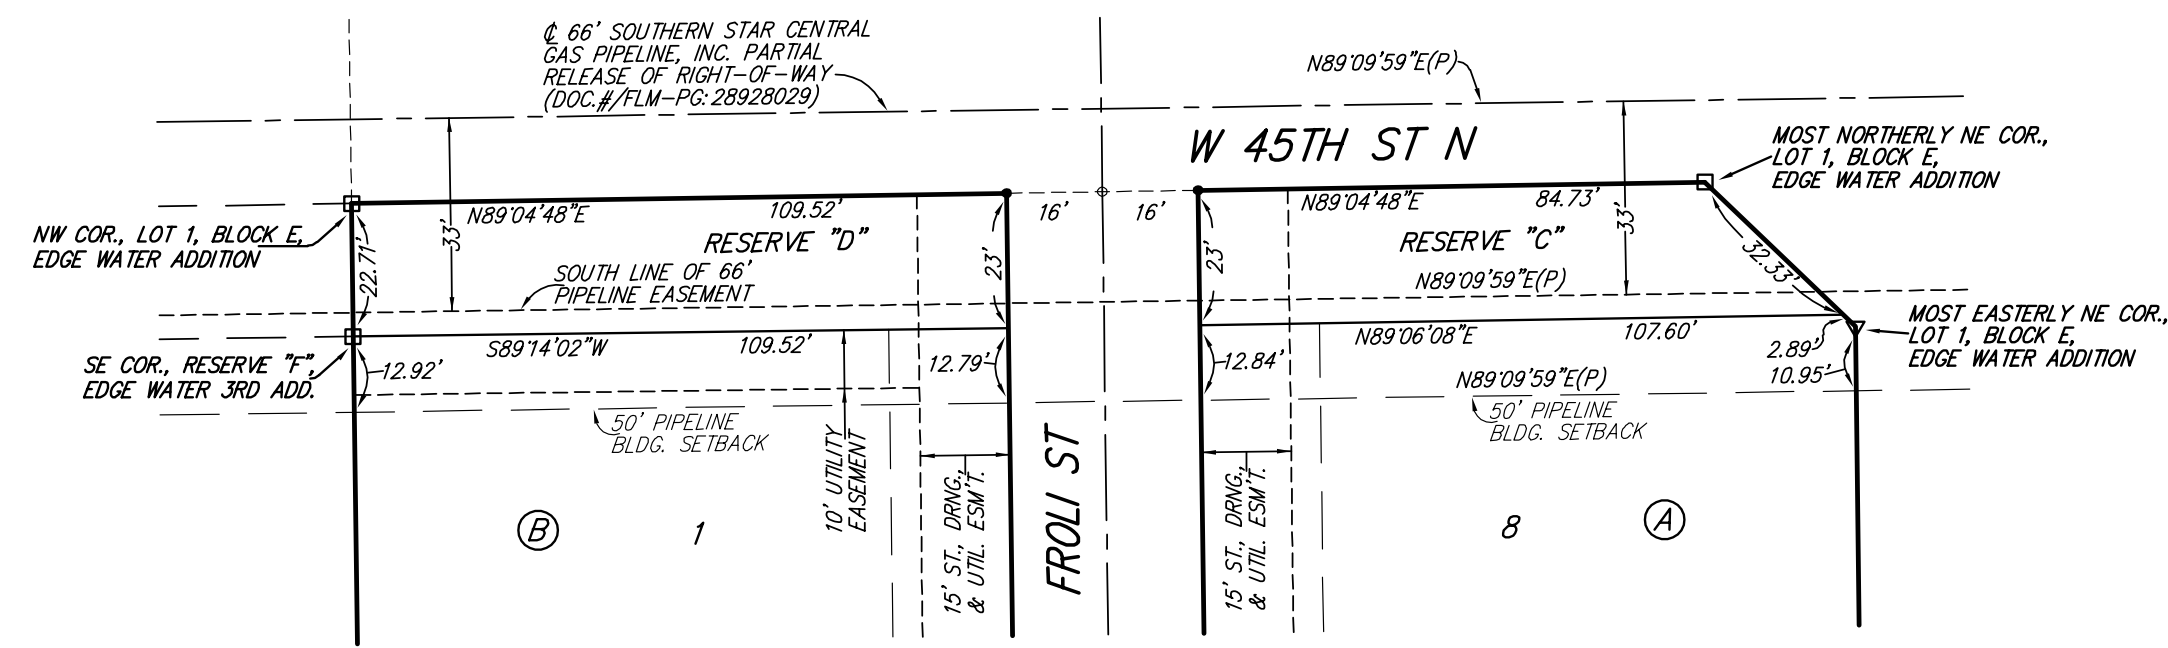 ℄ 66' SOUTHERN STAR CENTRAL
GAS PIPELINE, INC. PARTIAL
RELEASE OF RIGHT-OF-WAY
(DOC.#/FLM-PG: 28928029)
N89°09'59"E(P)
W 45TH ST N
MOST NORTHERLY NE COR.,
LOT 1, BLOCK E,
EDGE WATER ADDITION
N89°04'48"E
109.52'
16'
16'
N89°04'48"E
84.73'
33'
33'
NW COR., LOT 1, BLOCK E,
EDGE WATER ADDITION
22.71'
RESERVE "D"
23'
23'
RESERVE "C"
32.33'
SOUTH LINE OF 66'
PIPELINE EASEMENT
N89°09'59"E(P)
MOST EASTERLY NE COR.,
LOT 1, BLOCK E,
EDGE WATER ADDITION
S89°14'02"W
109.52'
N89°06'08"E
107.60'
2.89'
SE COR., RESERVE "F",
EDGE WATER 3RD ADD.
12.92'
12.79'
12.84'
10.95'
N89°09'59"E(P)
50' PIPELINE
BLDG. SETBACK
50' PIPELINE
BLDG. SETBACK
10' UTILITY
EASEMENT
15' ST., DRNG.,
& UTIL. ESM'T.
FROLI ST
15' ST., DRNG.,
& UTIL. ESM'T.
B
1
8
A